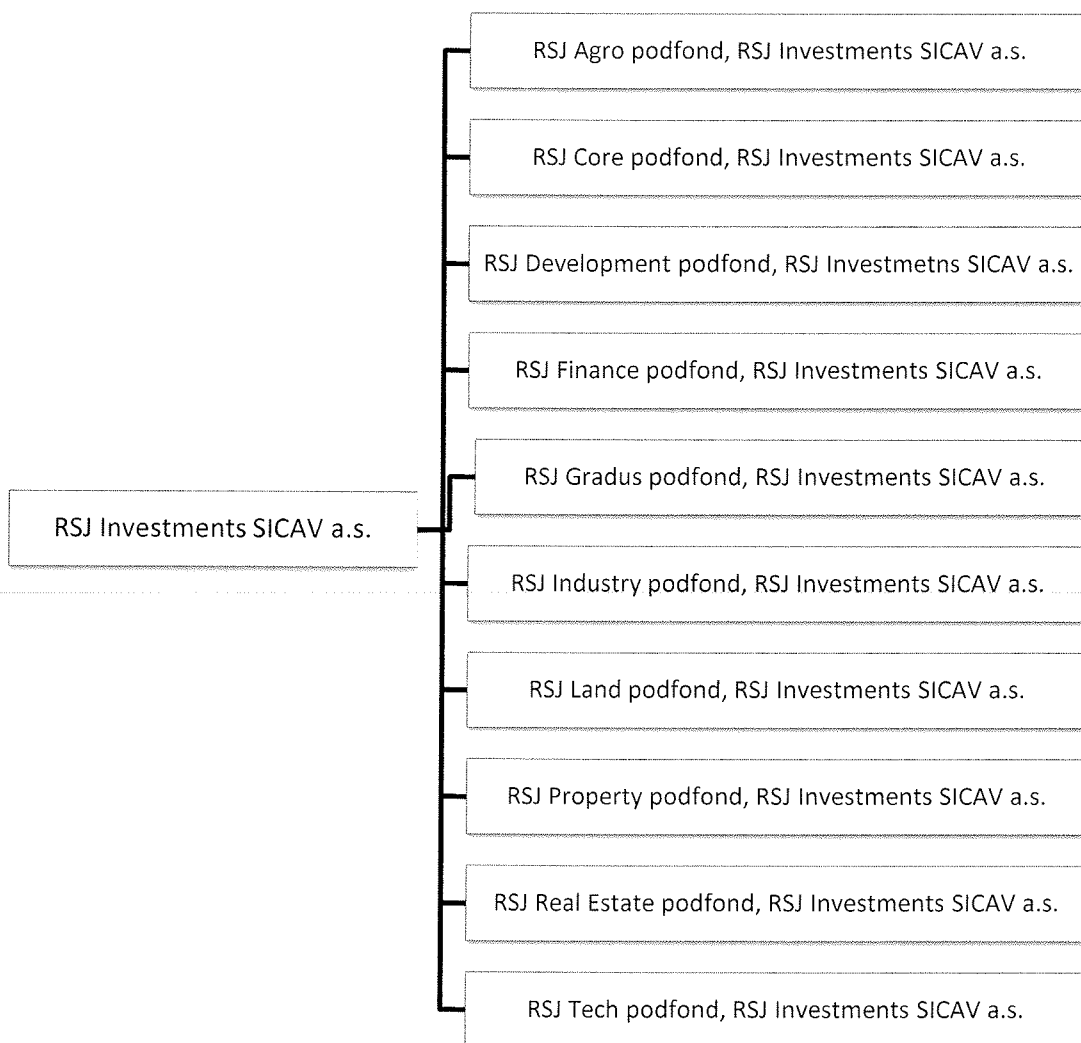 RSJ Agro podfond, RSJ Investments SICAV a.s.
RSJ Core podfond, RSJ Investments SICAV a.s.
RSJ Development podfond, RSJ Investmetns SICAV a.s.
RSJ Finance podfond, RSJ Investments SICAV a.s.
RSJ Gradus podfond, RSJ Investments SICAV a.s.
RSJ Investments SICAV a.s.
RSJ Industry podfond, RSJ Investments SICAV a.s.
RSJ Land podfond, RSJ Investments SICAV a.s.
RSJ Property podfond, RSJ Investments SICAV a.s.
RSJ Real Estate podfond, RSJ Investments SICAV a.s.
RSJ Tech podfond, RSJ Investments SICAV a.s.